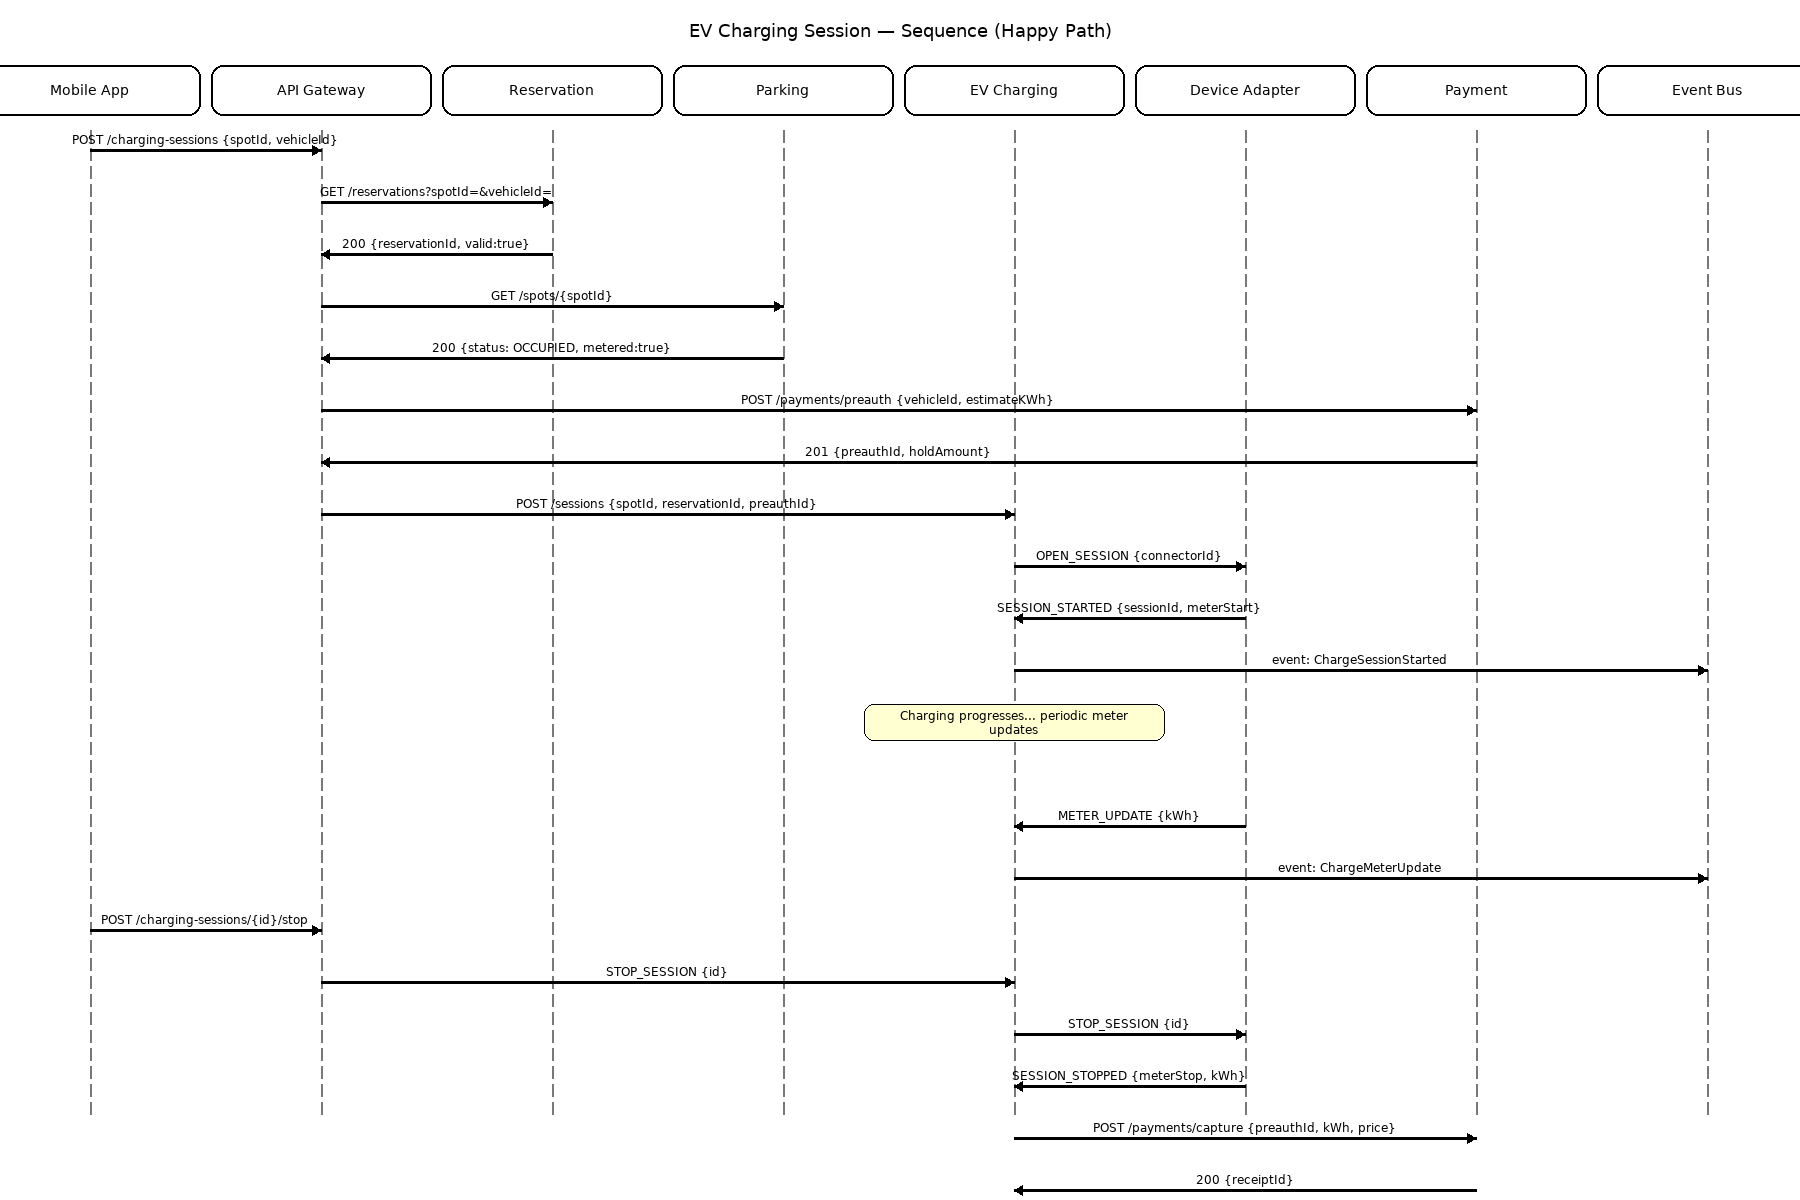 EV Charging Session — Sequence (Happy Path)
Mobile App
API Gateway
Reservation
Parking
EV Charging
Device Adapter
Payment
Event Bus
POST /charging-sessions {spotId, vehicleId}
GET /reservations?spotId=&vehicleId=
200 {reservationId, valid:true}
GET /spots/{spotId}
200 {status: OCCUPIED, metered:true}
POST /payments/preauth {vehicleId, estimateKWh}
201 {preauthId, holdAmount}
POST /sessions {spotId, reservationId, preauthId}
OPEN_SESSION {connectorId}
SESSION_STARTED {sessionId, meterStart}
event: ChargeSessionStarted
Charging progresses... periodic meter
updates
METER_UPDATE {kWh}
event: ChargeMeterUpdate
POST /charging-sessions/{id}/stop
STOP_SESSION {id}
STOP_SESSION {id}
SESSION_STOPPED {meterStop, kWh}
POST /payments/capture {preauthId, kWh, price}
200 {receiptId}